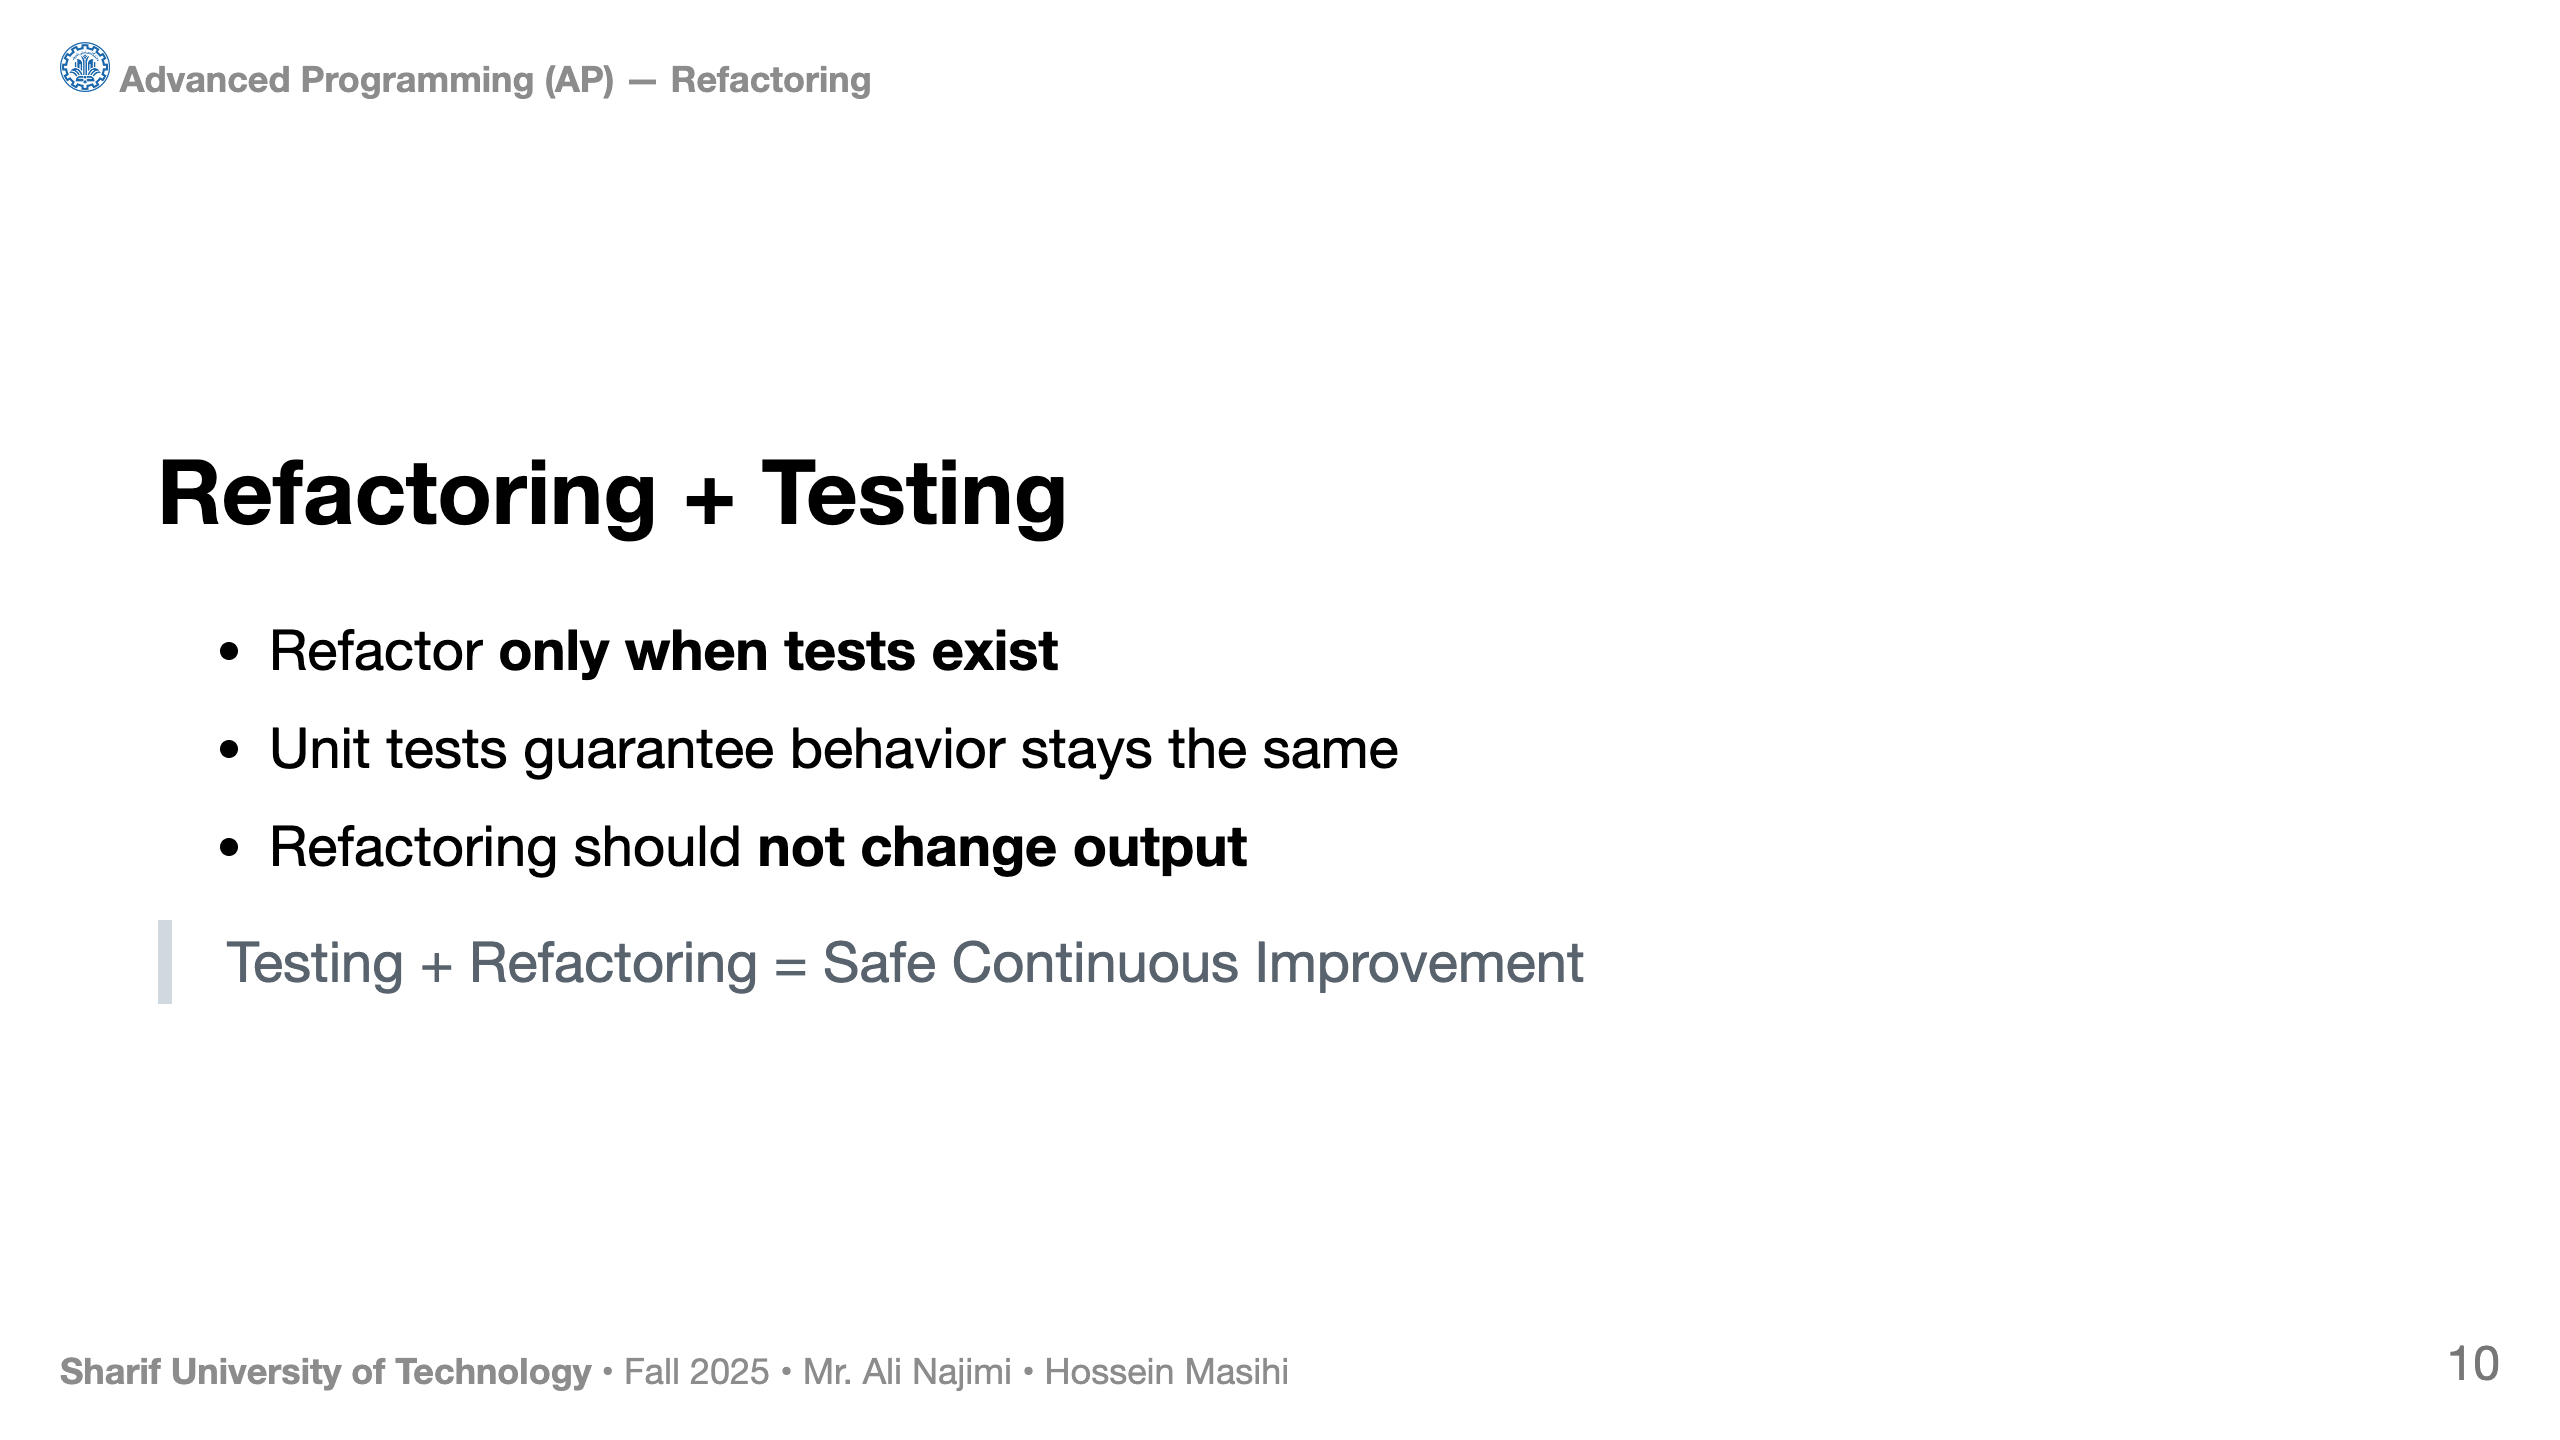 Advanced Programming (AP) — Refactoring
Refactoring + Testing
• Refactor only when tests exist
• Unit tests guarantee behavior stays the same
• Refactoring should not change output
Testing + Refactoring = Safe Continuous Improvement
Sharif University of Technology • Fall 2025 • Mr. Ali Najimi • Hossein Masihi
10